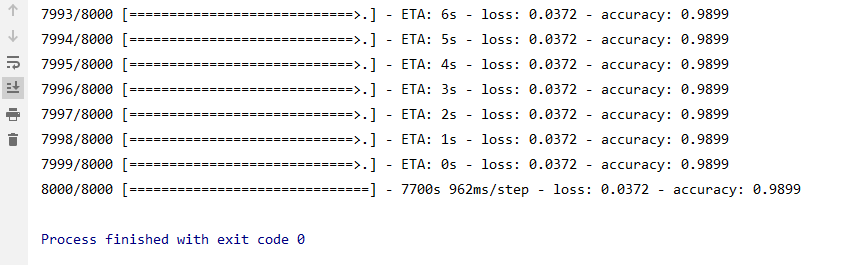 7993/8000 [============================>.] - ETA: 6s - loss: 0.0372 - accuracy: 0.9899
7994/8000 [============================>.] - ETA: 5s - loss: 0.0372 - accuracy: 0.9899
7995/8000 [============================>.] - ETA: 4s - loss: 0.0372 - accuracy: 0.9899
7996/8000 [============================>.] - ETA: 3s - loss: 0.0372 - accuracy: 0.9899
7997/8000 [============================>.] - ETA: 2s - loss: 0.0372 - accuracy: 0.9899
7998/8000 [============================>.] - ETA: 1s - loss: 0.0372 - accuracy: 0.9899
7999/8000 [============================>.] - ETA: 0s - loss: 0.0372 - accuracy: 0.9899
8000/8000 [==============================] - 7700s 962ms/step - loss: 0.0372 - accuracy: 0.9899
Process finished with exit code 0